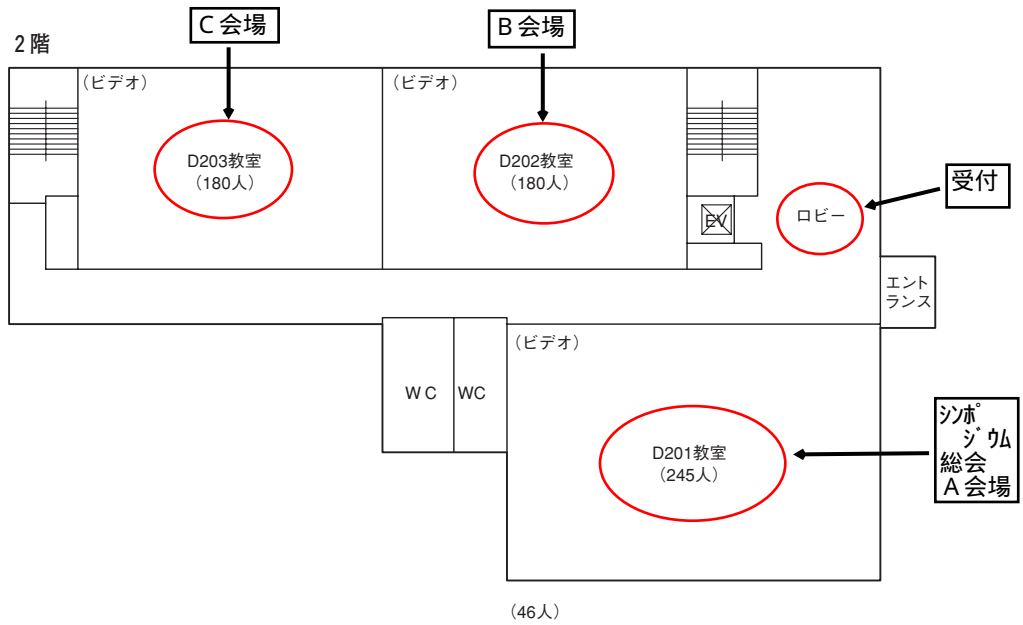 C会場
B会場
2階
(ビデオ)
(ビデオ)
D203教室
(180人)
D202教室
(180人)
受付
EV
ロビー
エント
ランス
(ビデオ)
WC
WC
D201教室
(245人)
シンポ
ジウム
総会
A会場
(46人)